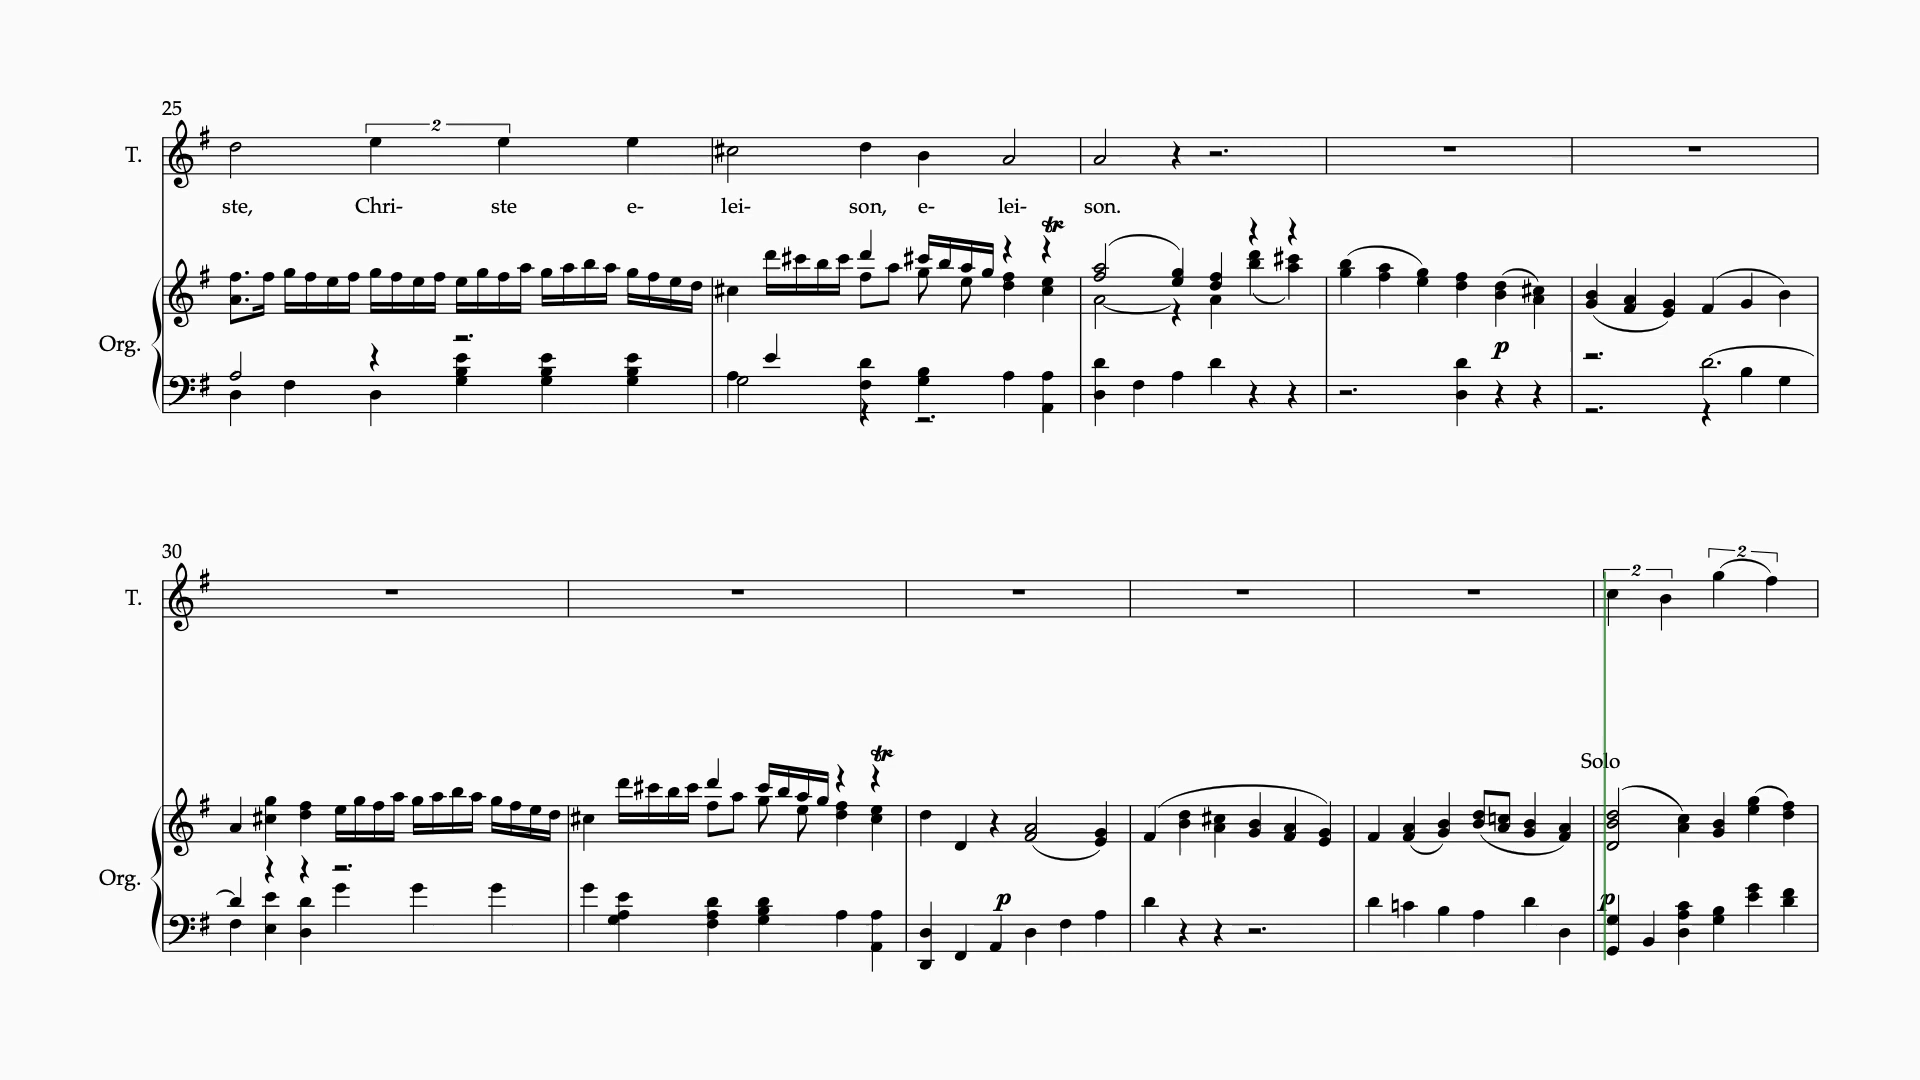 25
2
T.
ste, Chri- ste e- lei- son, e- lei- son.
tr
Org.
p
30
2 2
T.
Solo
tr
Org.
p p